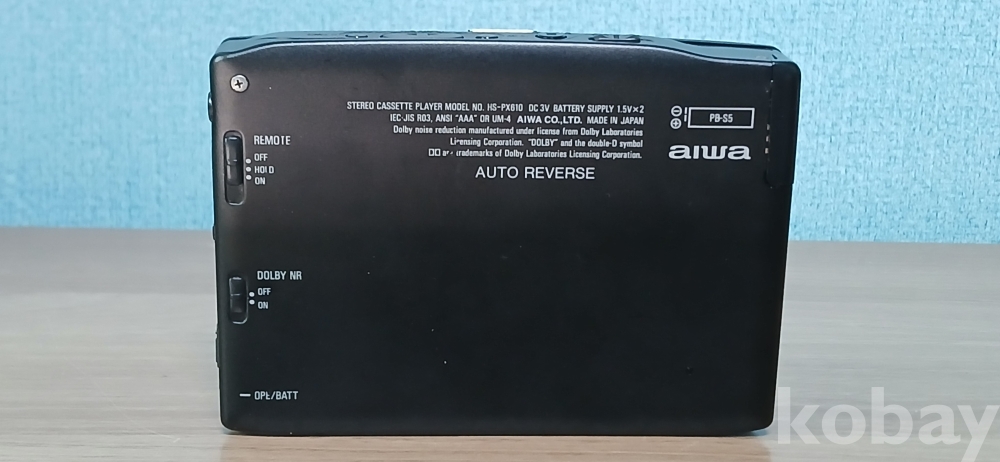 STEREO CASSETTE PLAYER MODEL NO. HS-PX610 DC 3V BATTERY SUPPLY 1.5V×2
IEC·JIS R03, ANSI "AAA" OR UM-4 AIWA CO.,LTD. MADE IN JAPAN
Dolby noise reduction manufactured under license from Dolby Laboratories
Licensing Corporation. "DOLBY" and the double-D symbol
are trademarks of Dolby Laboratories Licensing Corporation.
AUTO REVERSE
PB-S5
aiwa
REMOTE
OFF
HOLD
ON
DOLBY NR
OFF
ON
OPE/BATT
kobay